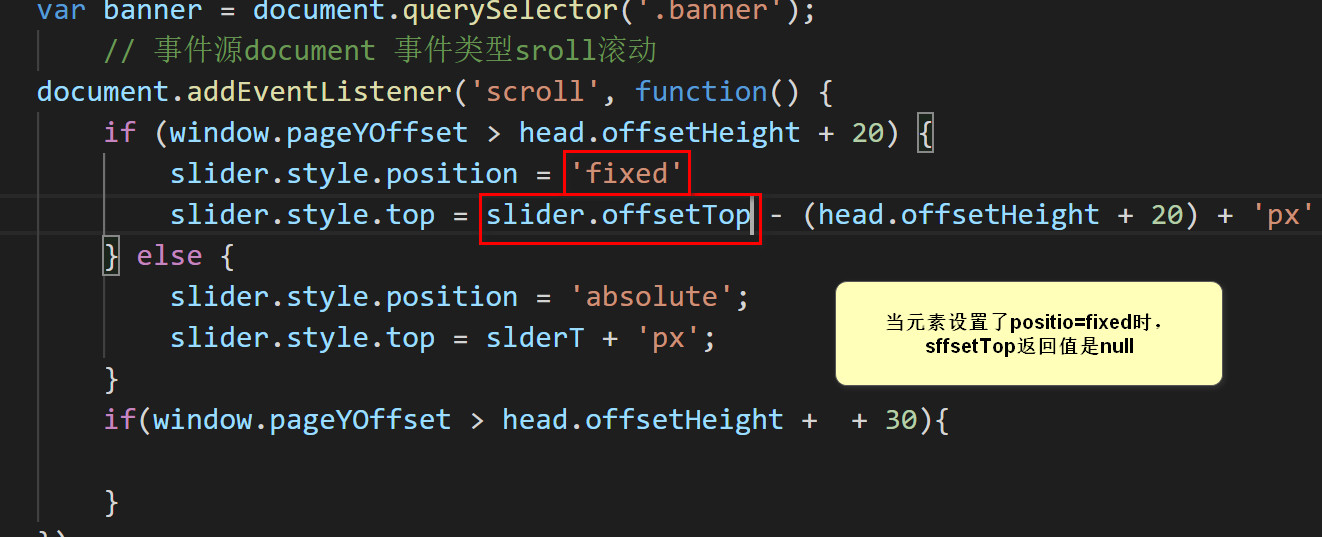 var banner = document.querySelector('.banner');
// 事件源document 事件类型sroll滚动
document.addEventListener('scroll', function() {
if (window.pageYOffset > head.offsetHeight + 20) {
slider.style.position = 'fixed'
slider.style.top = slider.offsetTop - (head.offsetHeight + 20) + 'px'
} else {
slider.style.position = 'absolute';
slider.style.top = slderT + 'px';
}
当元素设置了positio=fixed时，
sffsetTop返回值是null
if(window.pageYOffset > head.offsetHeight +  + 30){
}
})